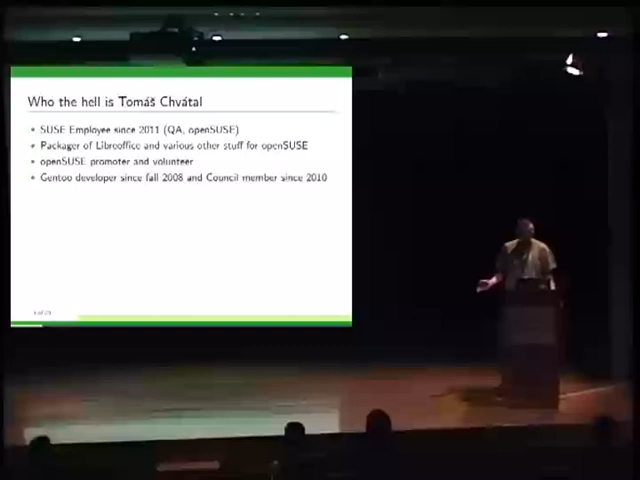 Who the hell is Tomáš Chvátal
SUSE Employee since 2011 (QA, openSUSE)
Packager of Libreoffice and various other stuff for openSUSE
openSUSE promoter and volunteer
Gentoo developer since fall 2008 and Council member since 2010